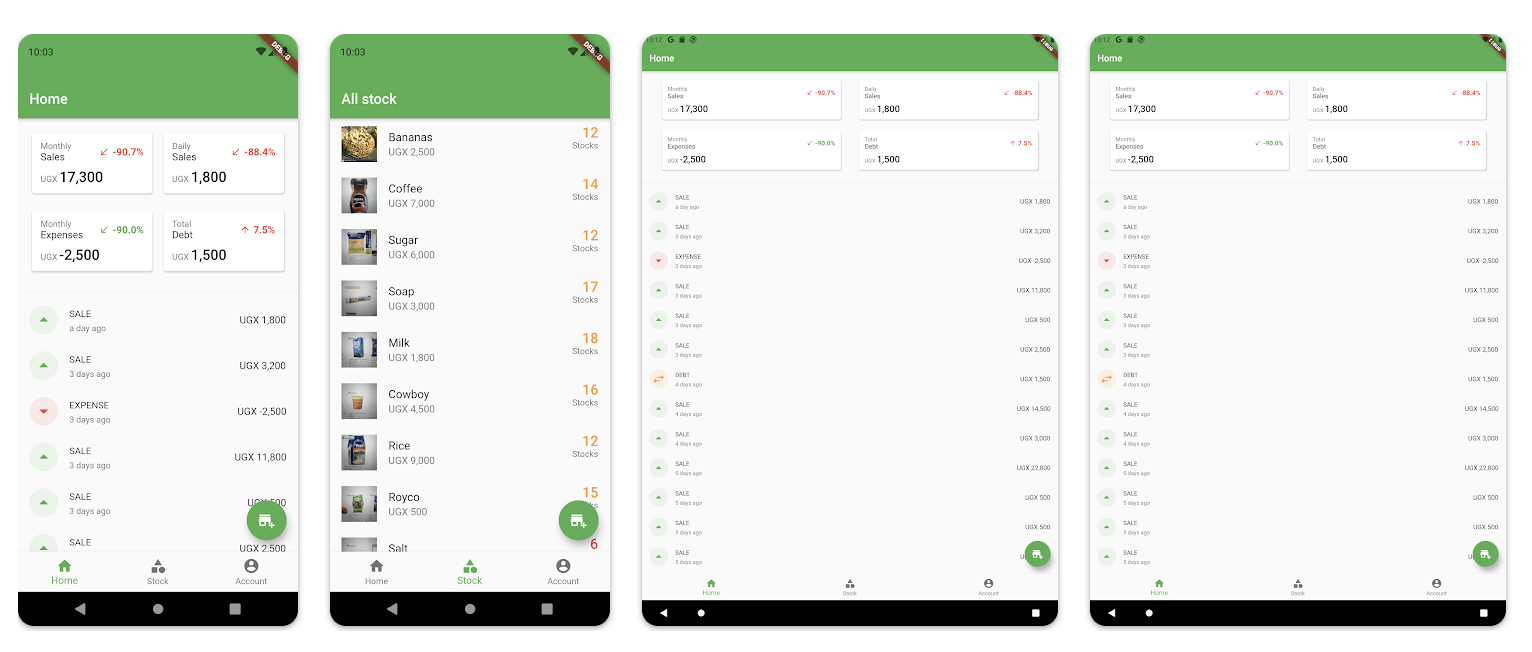 10:03
DEBUG
Home
Monthly
Sales
-90.7%
UGX 17,300
Daily
Sales
-88.4%
UGX 1,800
Monthly
Expenses
-90.0%
UGX -2,500
Total
Debt
7.5%
UGX 1,500
SALE
a day ago
UGX 1,800
SALE
3 days ago
UGX 3,200
EXPENSE
3 days ago
UGX -2,500
SALE
3 days ago
UGX 11,800
SALE
3 days ago
UGX 500
SALE
UGX 2,500
Home
Stock
Account
10:03
DEBUG
All stock
Bananas
UGX 2,500
12
Stocks
Coffee
UGX 7,000
14
Stocks
Sugar
UGX 6,000
12
Stocks
Soap
UGX 3,000
17
Stocks
Milk
UGX 1,800
18
Stocks
Cowboy
UGX 4,500
16
Stocks
Rice
UGX 9,000
12
Stocks
Royco
UGX 500
15
Salt
6
Home
Stock
Account
10:12 G
Home
Monthly
Sales
-90.7%
UGX 17,300
Daily
Sales
-88.4%
UGX 1,800
Monthly
Expenses
-90.0%
UGX -2,500
Total
Debt
7.5%
UGX 1,500
SALE
a day ago
UGX 1,800
SALE
3 days ago
UGX 3,200
EXPENSE
3 days ago
UGX -2,500
SALE
3 days ago
UGX 11,800
SALE
3 days ago
UGX 500
SALE
3 days ago
UGX 2,500
DEBT
4 days ago
UGX 1,500
SALE
4 days ago
UGX 14,500
SALE
4 days ago
UGX 3,000
SALE
5 days ago
UGX 22,800
SALE
5 days ago
UGX 500
SALE
5 days ago
UGX 500
SALE
5 days ago
Home
Stock
Account
10:12 G
Home
Monthly
Sales
-90.7%
UGX 17,300
Daily
Sales
-88.4%
UGX 1,800
Monthly
Expenses
-90.0%
UGX -2,500
Total
Debt
7.5%
UGX 1,500
SALE
a day ago
UGX 1,800
SALE
3 days ago
UGX 3,200
EXPENSE
3 days ago
UGX -2,500
SALE
3 days ago
UGX 11,800
SALE
3 days ago
UGX 500
SALE
3 days ago
UGX 2,500
DEBT
4 days ago
UGX 1,500
SALE
4 days ago
UGX 14,500
SALE
4 days ago
UGX 3,000
SALE
5 days ago
UGX 22,800
SALE
5 days ago
UGX 500
SALE
5 days ago
UGX 500
SALE
5 days ago
Home
Stock
Account